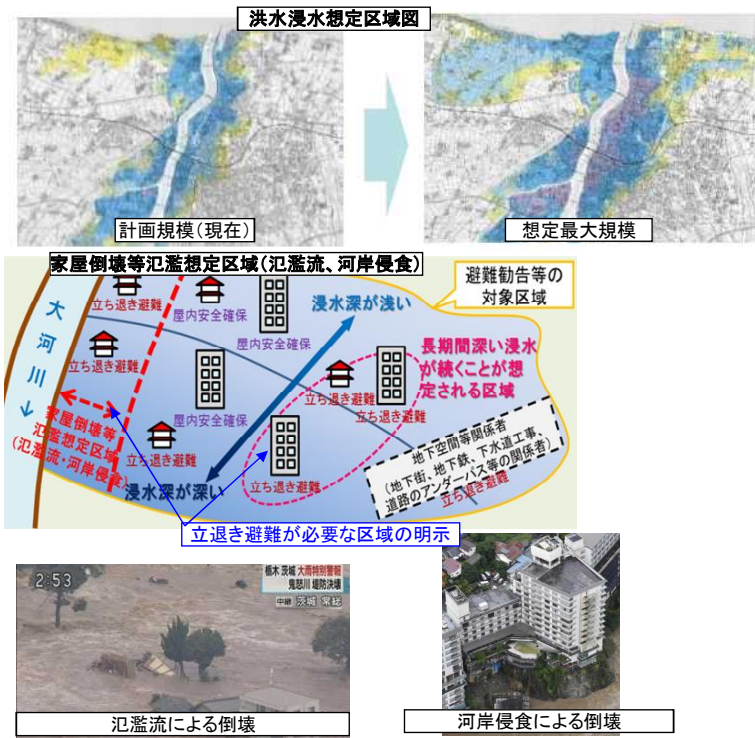 洪水浸水想定区域図
計画規模(現在)
想定最大規模
家屋倒壊等氾濫想定区域(氾濫流、河岸侵食)
避難勧告等の
対象区域
大河川
立ち退き避難
屋内安全確保
浸水深が浅い
立ち退き避難
屋内安全確保
長期間深い浸水
が続くことが想
定される区域
立ち退き避難
立ち退き避難
屋内安全確保
家屋倒壊等
氾濫想定区域
(氾濫流・河岸侵食)
立ち退き避難
立ち退き避難
浸水深が深い
地下空間等関係者
(地下街、地下鉄、下水道工事、
道路のアンダーパス等の関係者)
立ち退き避難
立退き避難が必要な区域の明示
2:53
栃木 茨城 大雨特別警報
鬼怒川 堤防決壊
中継 茨城 常総
氾濫流による倒壊
河岸侵食による倒壊